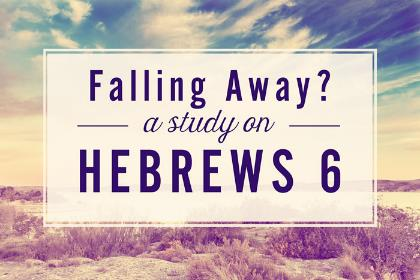 Falling Away?
a study on
HEBREWS 6